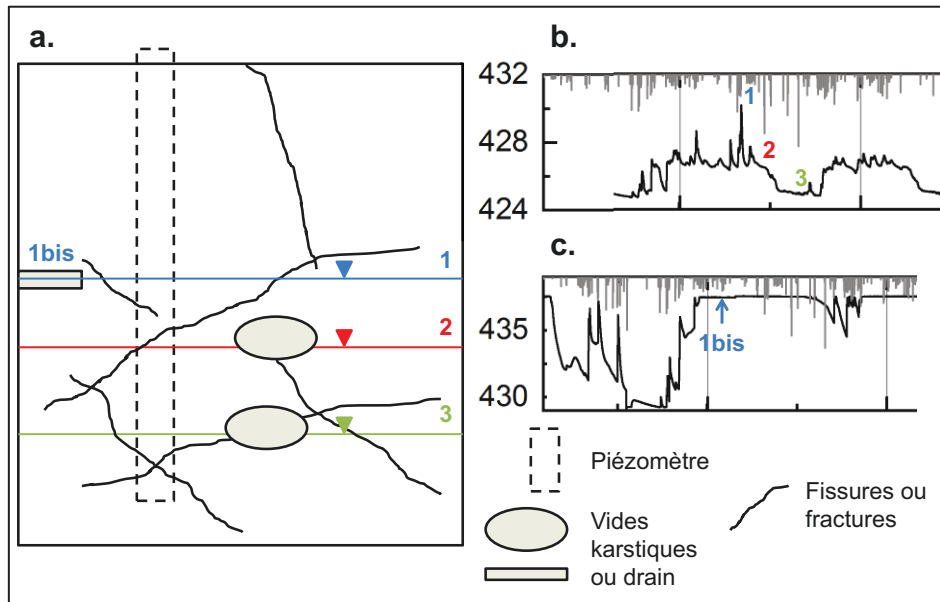 a.
1bis
1
2
3
b.
432
428
424
1
2
3
c.
435
430
1bis
Piézomètre
Vides
karstiques
ou drain
Fissures ou
fractures